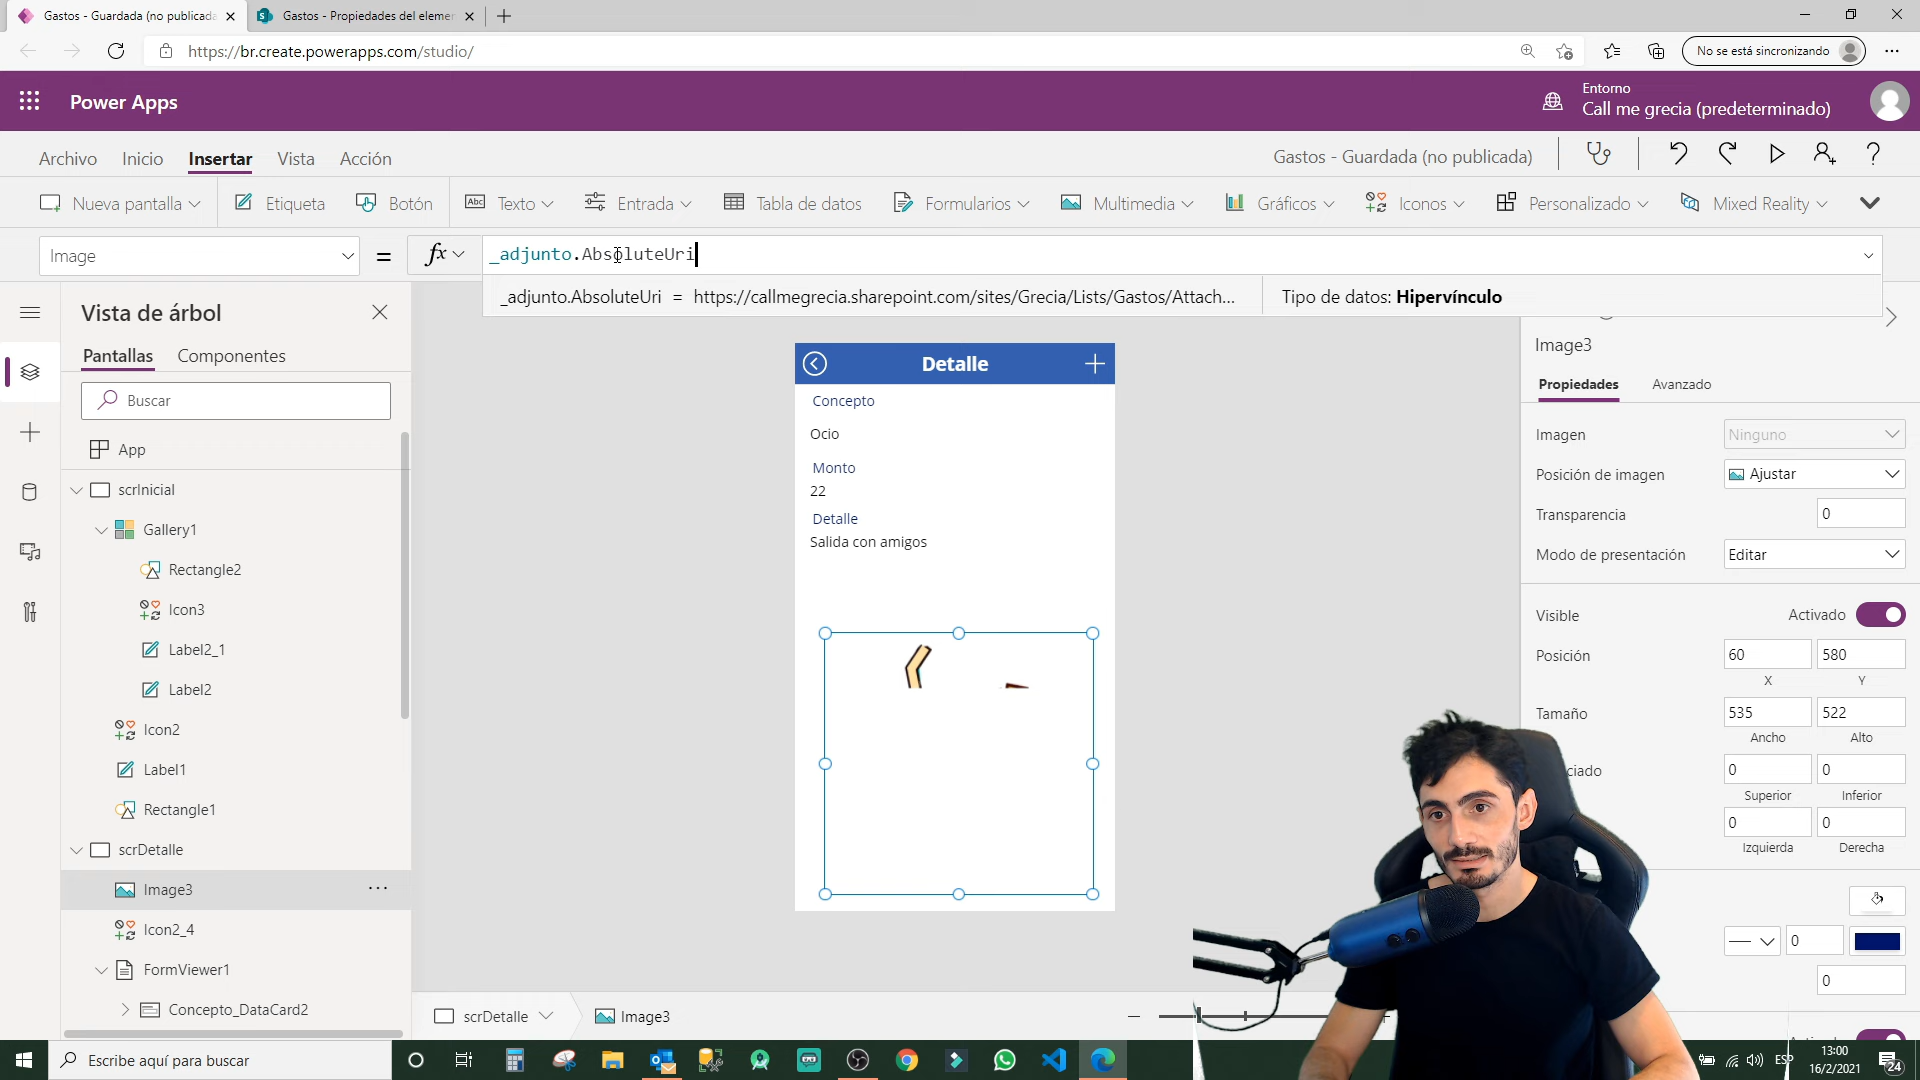 Gastos - Guardada (no publicada
Gastos - Propiedades del elemer
https://br.create.powerapps.com/studio/
No se está sincronizando
Power Apps
Entorno
Call me grecia (predeterminado)
Archivo Inicio Insertar Vista Acción
Gastos - Guardada (no publicada)
Nueva pantalla Etiqueta Botón Texto Entrada Tabla de datos Formularios Multimedia Gráficos Iconos Personalizado Mixed Reality
Image = fx _adjunto.AbsoluteUri
_adjunto.AbsoluteUri = https://callmegrecia.sharepoint.com/sites/Grecia/Lists/Gastos/Attach... Tipo de datos: Hipervínculo
Vista de árbol
Pantallas Componentes
Buscar
App
scrInicial
Gallery1
Rectangle2
Icon3
Label2_1
Label2
Icon2
Label1
Rectangle1
scrDetalle
Image3
Icon2_4
FormViewer1
Concepto_DataCard2
Detalle
Concepto
Ocio
Monto
22
Detalle
Salida con amigos
scrDetalle Image3
Image3
Propiedades Avanzado
Imagen Ninguno
Posición de imagen Ajustar
Transparencia 0
Modo de presentación Editar
Visible Activado
Posición 60 580
X Y
Tamaño 535 522
Ancho Alto
ciado 0 0
Superior Inferior
0 0
Izquierda Derecha
0
0
Escribe aquí para buscar
ESP
13:00
16/2/2021
24